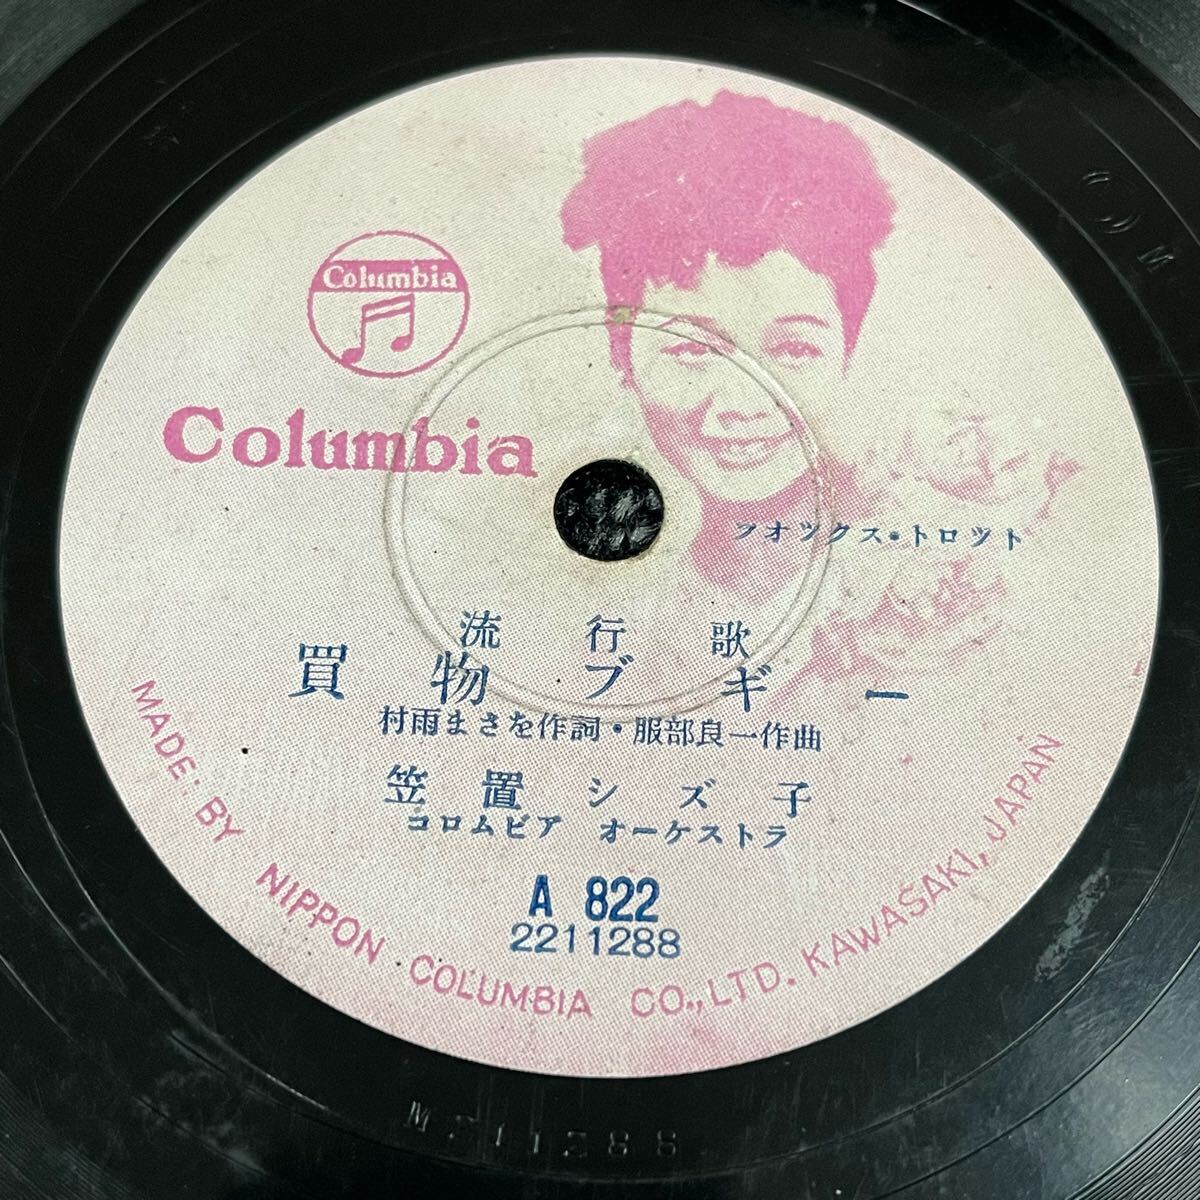 Columbia
Columbia
フオツクス・トロツト
流行歌
買物ブギー
村雨まさを作詞・服部良一作曲
笠置シズ子
コロムビア オーケストラ
A 822
2211288
MADE: BY NIPPON COLUMBIA CO., LTD. KAWASAKI, JAPAN
M211288